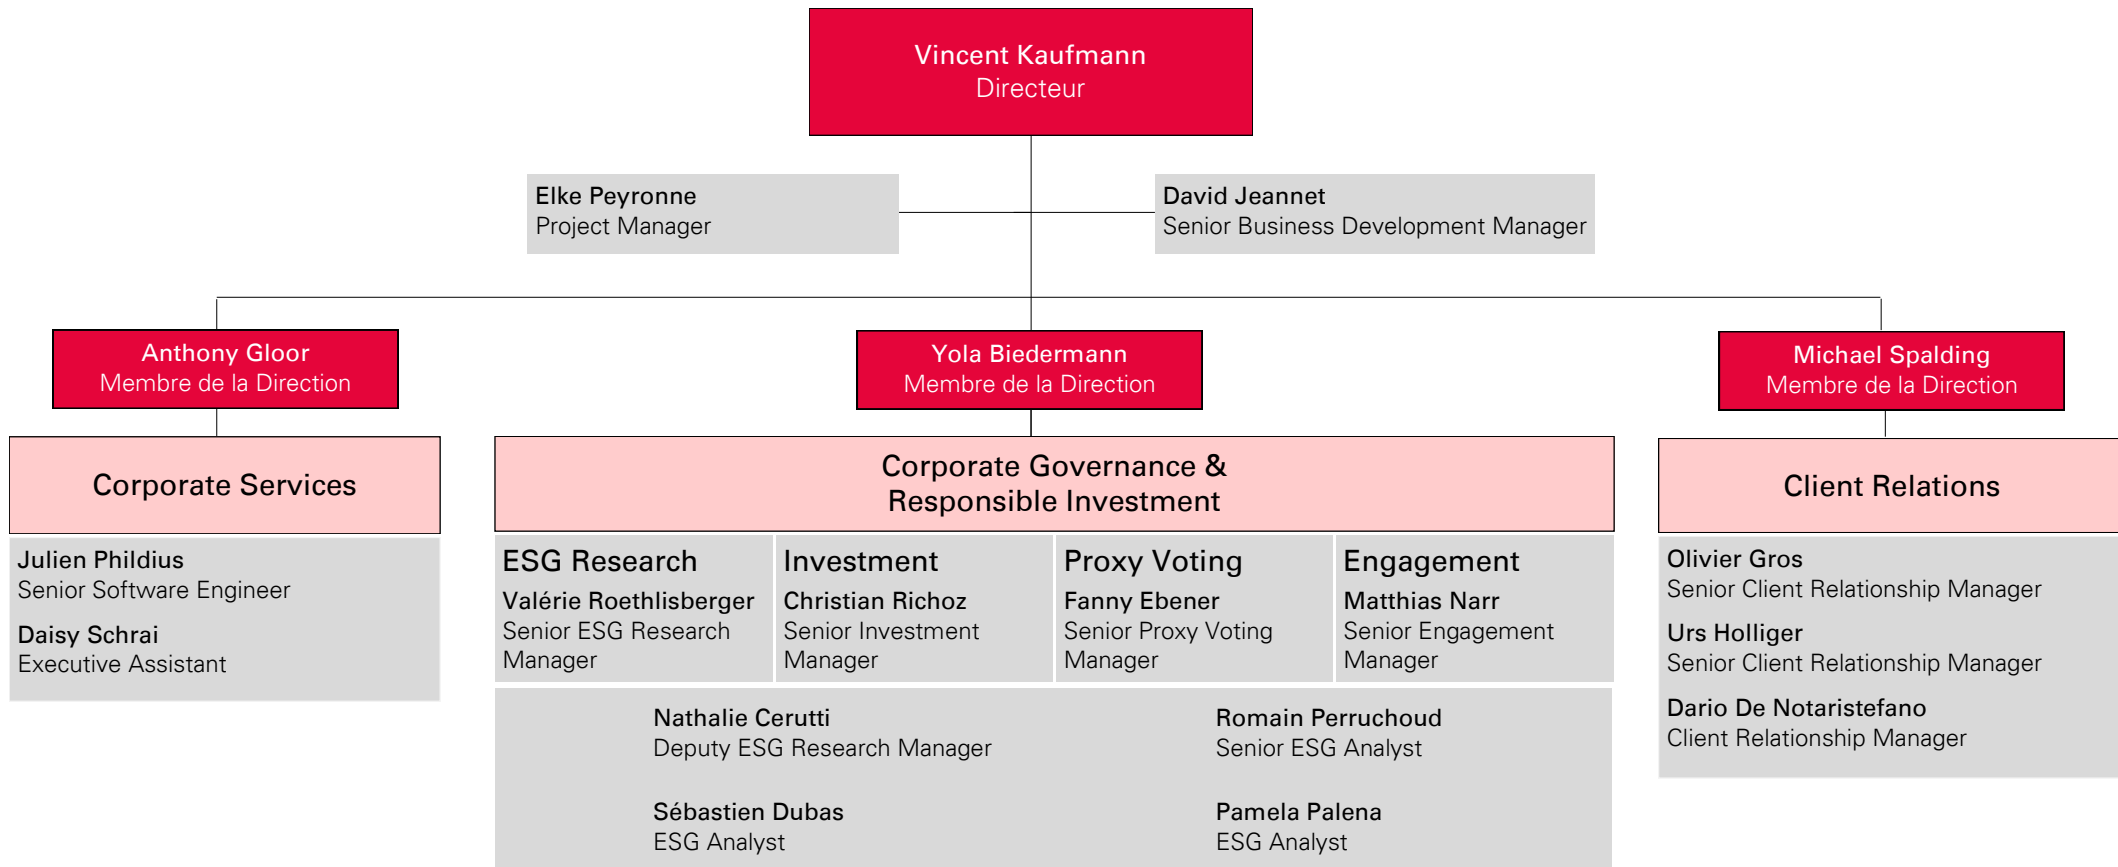 Vincent Kaufmann
Directeur
Elke Peyronne
Project Manager
David Jeannet
Senior Business Development Manager
Anthony Gloor
Membre de la Direction
Yola Biedermann
Membre de la Direction
Michael Spalding
Membre de la Direction
Corporate Services
Corporate Governance &
Responsible Investment
Client Relations
Julien Phildius
Senior Software Engineer
Daisy Schrai
Executive Assistant
ESG Research
Valérie Roethlisberger
Senior ESG Research
Manager
Investment
Christian Richoz
Senior Investment
Manager
Proxy Voting
Fanny Ebener
Senior Proxy Voting
Manager
Engagement
Matthias Narr
Senior Engagement
Manager
Nathalie Cerutti
Deputy ESG Research Manager
Romain Perruchoud
Senior ESG Analyst
Sébastien Dubas
ESG Analyst
Pamela Palena
ESG Analyst
Olivier Gros
Senior Client Relationship Manager
Urs Holliger
Senior Client Relationship Manager
Dario De Notaristefano
Client Relationship Manager